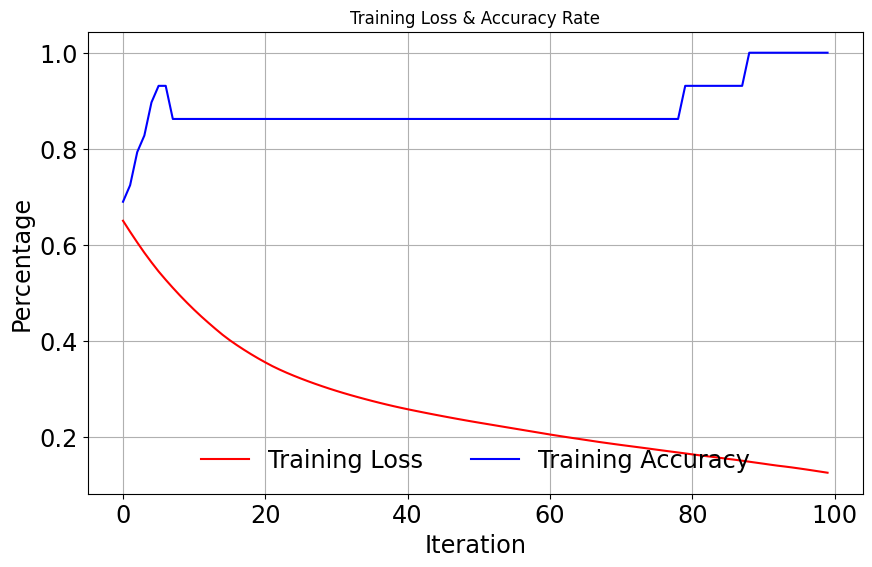 Training Loss & Accuracy Rate
1.0
0.8
0.6
0.4
0.2
Percentage
Training Loss Training Accuracy
0 20 40 60 80 100
Iteration